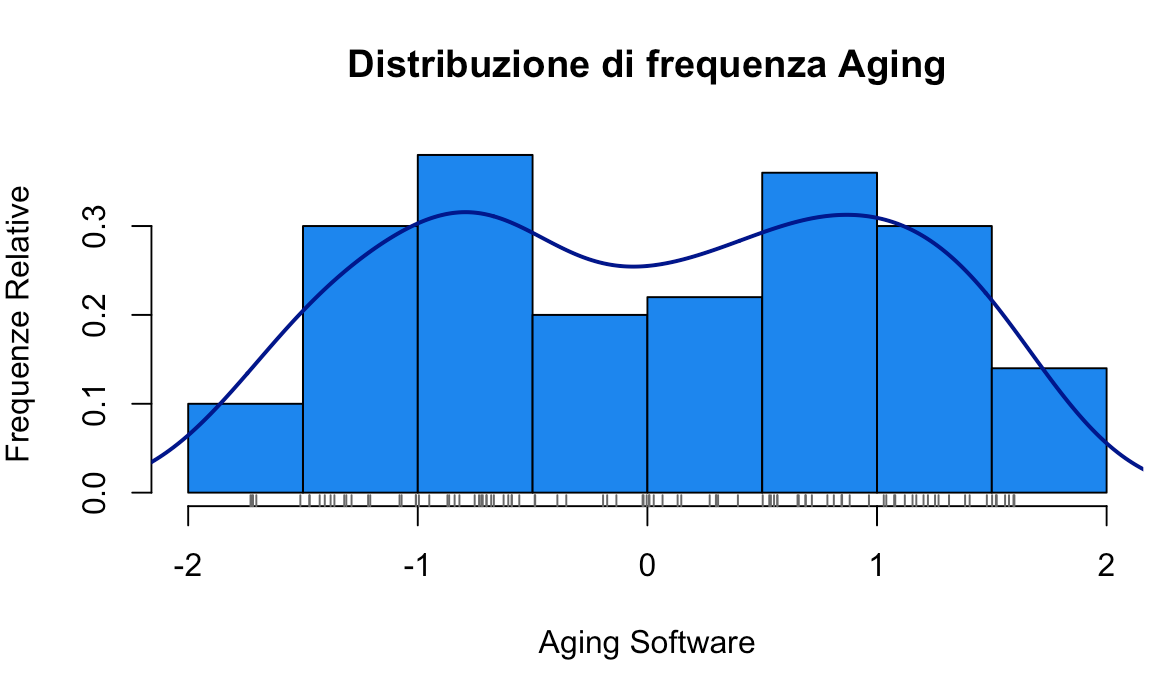 Distribuzione di frequenza Aging
Frequenze Relative
0.3
0.2
0.1
0.0
-2 -1 0 1 2
Aging Software